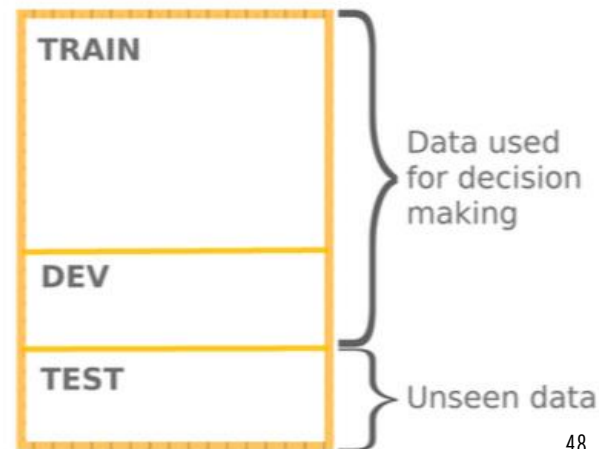 TRAIN
Data used
for decision
making
DEV
TEST
Unseen data
48